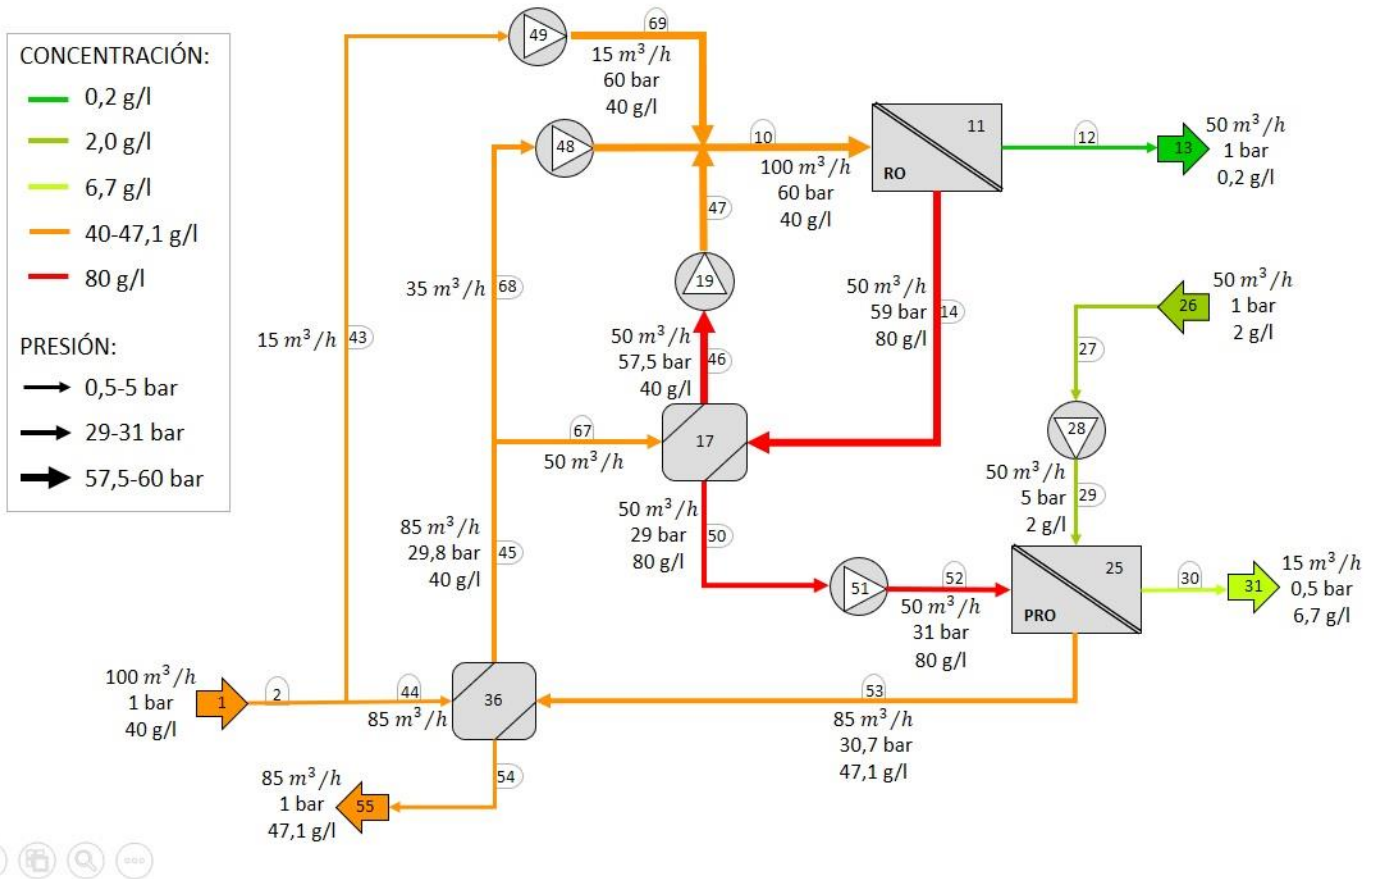 CONCENTRACIÓN:
0,2 g/l
2,0 g/l
6,7 g/l
40-47,1 g/l
80 g/l
PRESIÓN:
0,5-5 bar
29-31 bar
57,5-60 bar
49
69
15 m³/h
60 bar
40 g/l
48
10
100 m³/h
60 bar
40 g/l
11
RO
12
13
50 m³/h
1 bar
0,2 g/l
47
19
35 m³/h
68
15 m³/h
43
50 m³/h
57,5 bar
40 g/l
46
50 m³/h
59 bar
80 g/l
14
26
50 m³/h
1 bar
2 g/l
27
28
67
50 m³/h
17
50 m³/h
5 bar
2 g/l
29
85 m³/h
29,8 bar
40 g/l
45
50 m³/h
29 bar
80 g/l
50
51
52
50 m³/h
31 bar
80 g/l
25
PRO
30
31
15 m³/h
0,5 bar
6,7 g/l
100 m³/h
1 bar
40 g/l
1
2
44
85 m³/h
36
53
85 m³/h
30,7 bar
47,1 g/l
54
55
85 m³/h
1 bar
47,1 g/l